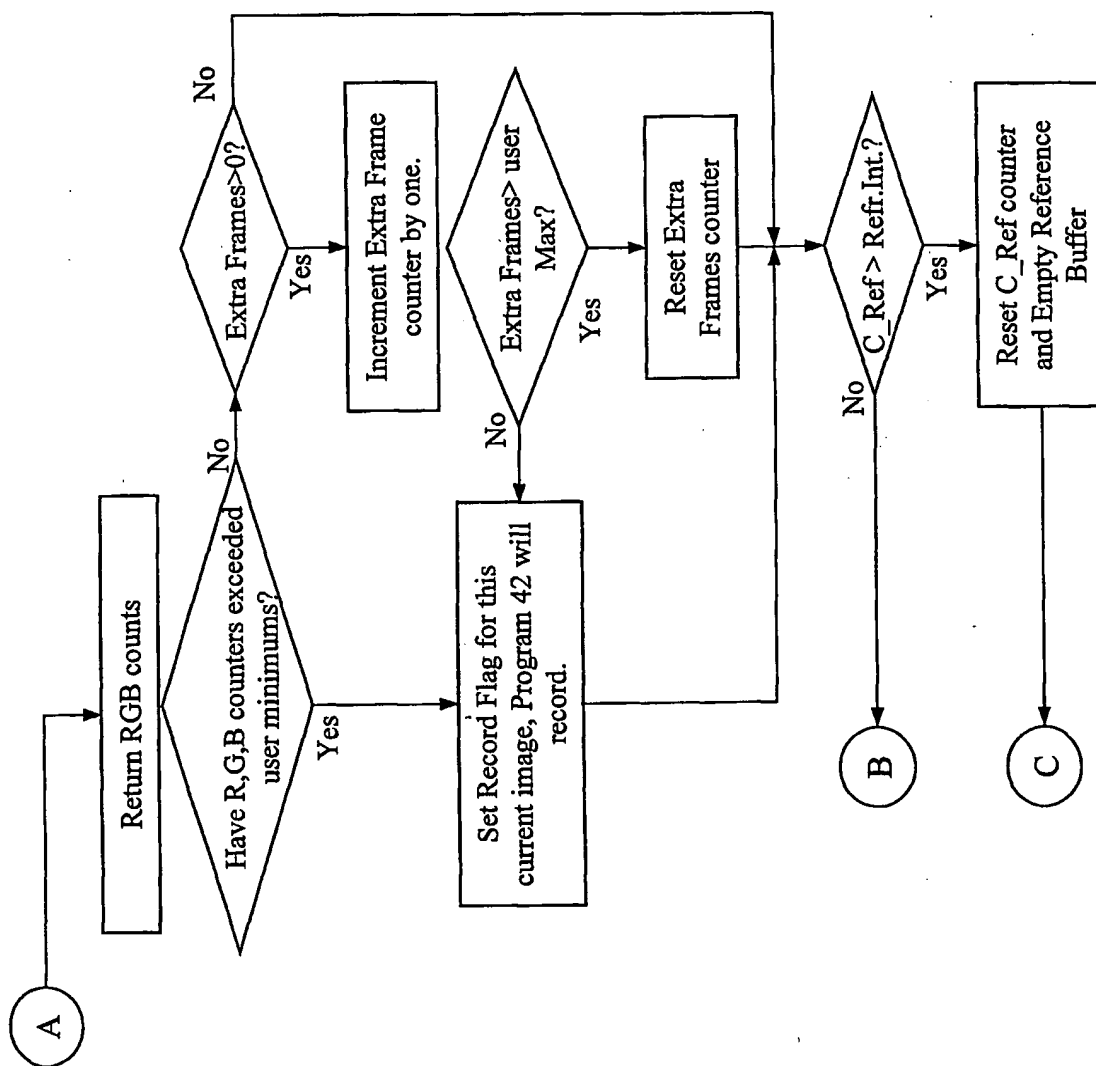 A
Return RGB counts
Have R,G,B counters exceeded
user minimums?
No
Yes
Extra Frames>0?
No
Yes
Increment Extra Frame
counter by one.
Extra Frames> user
Max?
No
Yes
Set Record Flag for this
current image, Program 42 will
record.
Reset Extra
Frames counter
C_Ref > Refr.Int.?
No
Yes
B
Reset C_Ref counter
and Empty Reference
Buffer
C